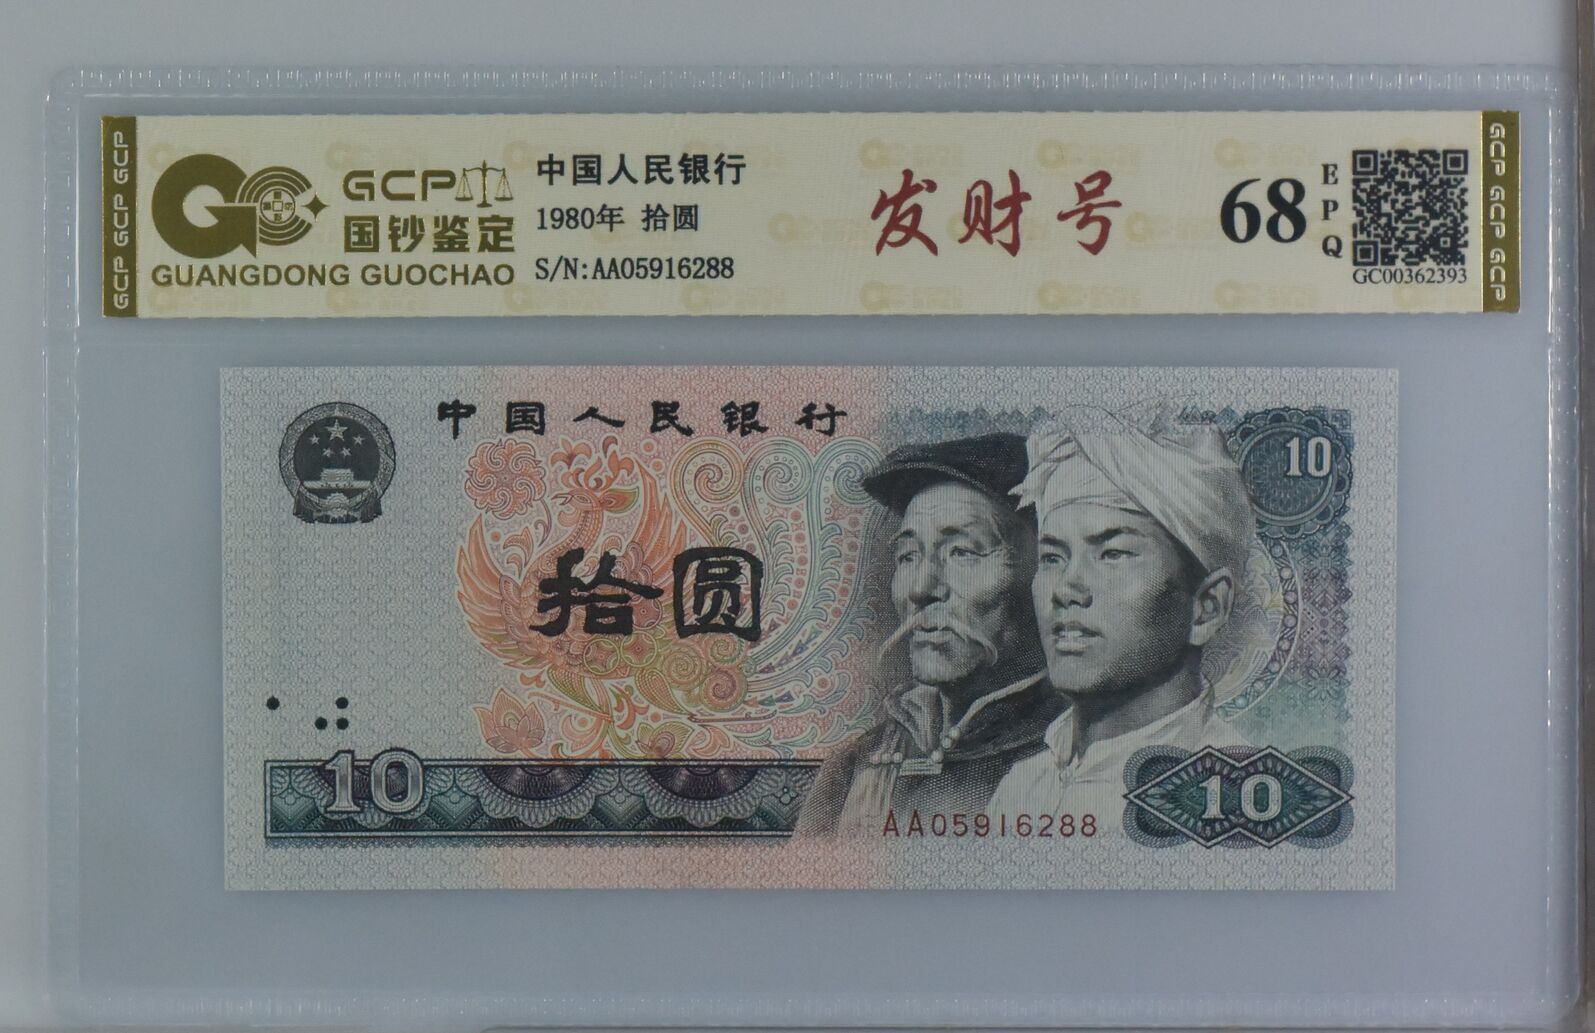 GCP
国钞鉴定
GUANGDONG GUOCHAO
中国人民银行
1980年 拾圆
S/N:AA05916288
发财号
68
EPQ
GC00362393
GCP GCP GCP
GCP GCP GCP
中国人民银行
10
拾圆
10
AA05916288
10